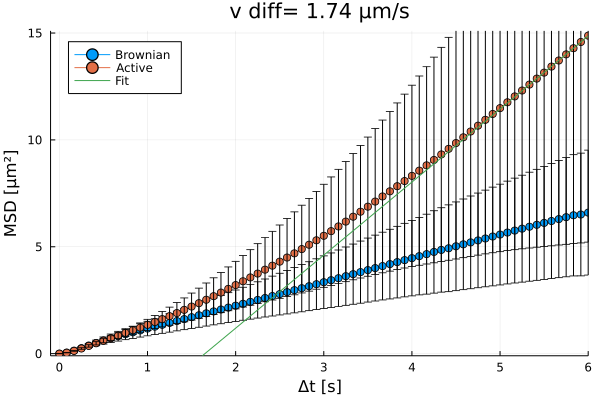 v diff= 1.74 μm/s
Brownian
Active
Fit
MSD [μm²]
15
10
5
0
0 1 2 3 4 5 6
Δt [s]